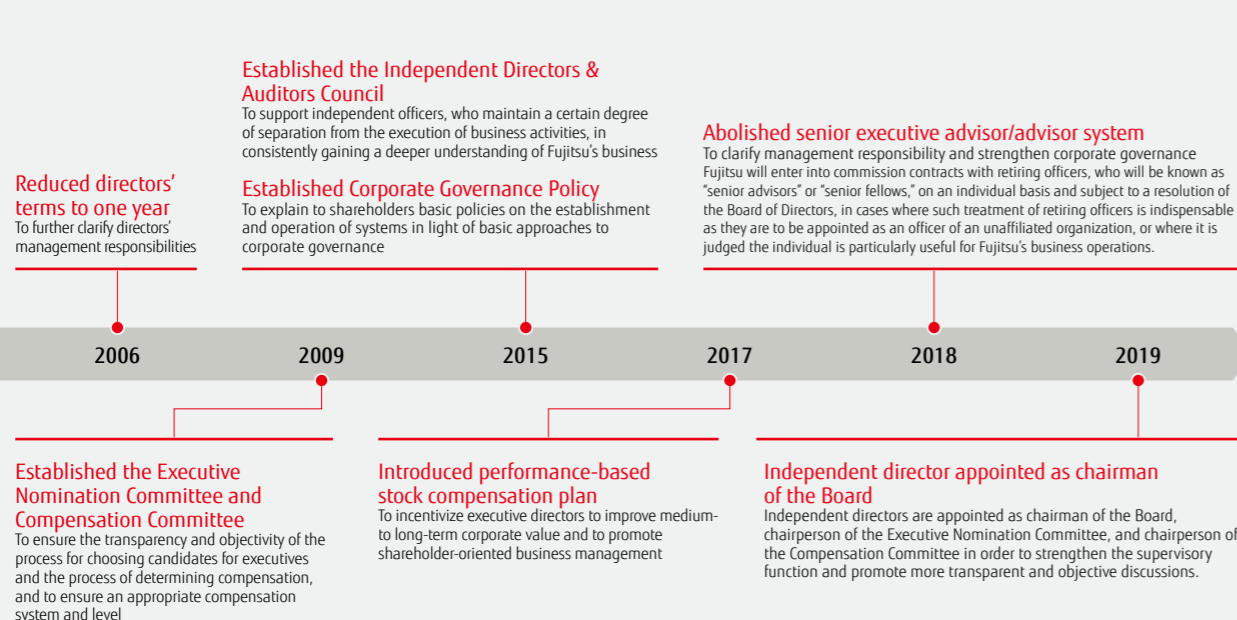 Reduced directors'
terms to one year
To further clarify directors'
management responsibilities
Established the Independent Directors &
Auditors Council
To support independent officers, who maintain a certain degree
of separation from the execution of business activities, in
consistently gaining a deeper understanding of Fujitsu's business
Established Corporate Governance Policy
To explain to shareholders basic policies on the establishment
and operation of systems in light of basic approaches to
corporate governance
Abolished senior executive advisor/advisor system
To clarify management responsibility and strengthen corporate governance
Fujitsu will enter into commission contracts with retiring officers, who will be known as
"senior advisors" or "senior fellows," on an individual basis and subject to a resolution of
the Board of Directors, in cases where such treatment of retiring officers is indispensable
as they are to be appointed as an officer of an unaffiliated organization, or where it is
judged the individual is particularly useful for Fujitsu's business operations.
2006 2009 2015 2017 2018 2019
Established the Executive
Nomination Committee and
Compensation Committee
To ensure the transparency and objectivity of the
process for choosing candidates for executives
and the process of determining compensation,
and to ensure an appropriate compensation
system and level
Introduced performance-based
stock compensation plan
To incentivize executive directors to improve medium-
to long-term corporate value and to promote
shareholder-oriented business management
Independent director appointed as chairman
of the Board
Independent directors are appointed as chairman of the Board,
chairperson of the Executive Nomination Committee, and chairperson of
the Compensation Committee in order to strengthen the supervisory
function and promote more transparent and objective discussions.